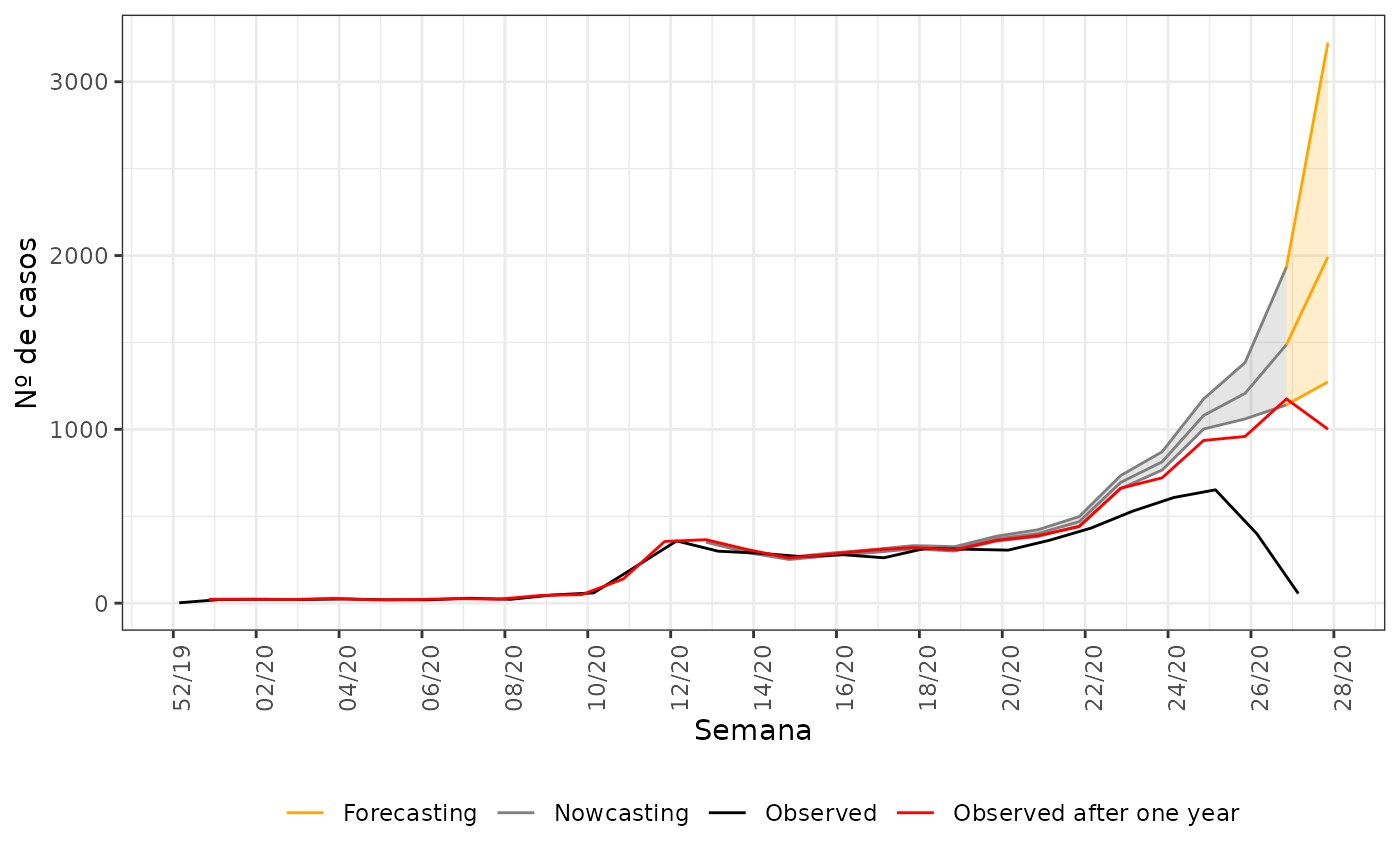 3000
2000
1000
0
Nº de casos
52/19 02/20 04/20 06/20 08/20 10/20 12/20 14/20 16/20 18/20 20/20 22/20 24/20 26/20 28/20
Semana
Forecasting Nowcasting Observed Observed after one year